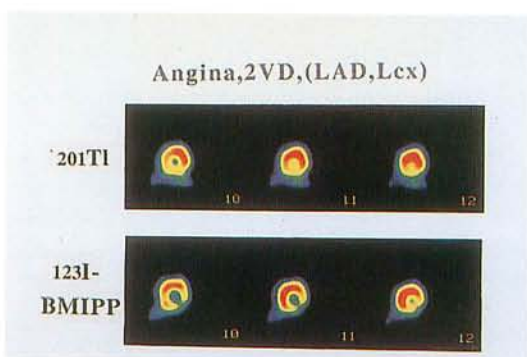 Angina,2VD,(LAD,Lcx)
201Tl
10 11 12
123I-
BMIPP
10 11 12